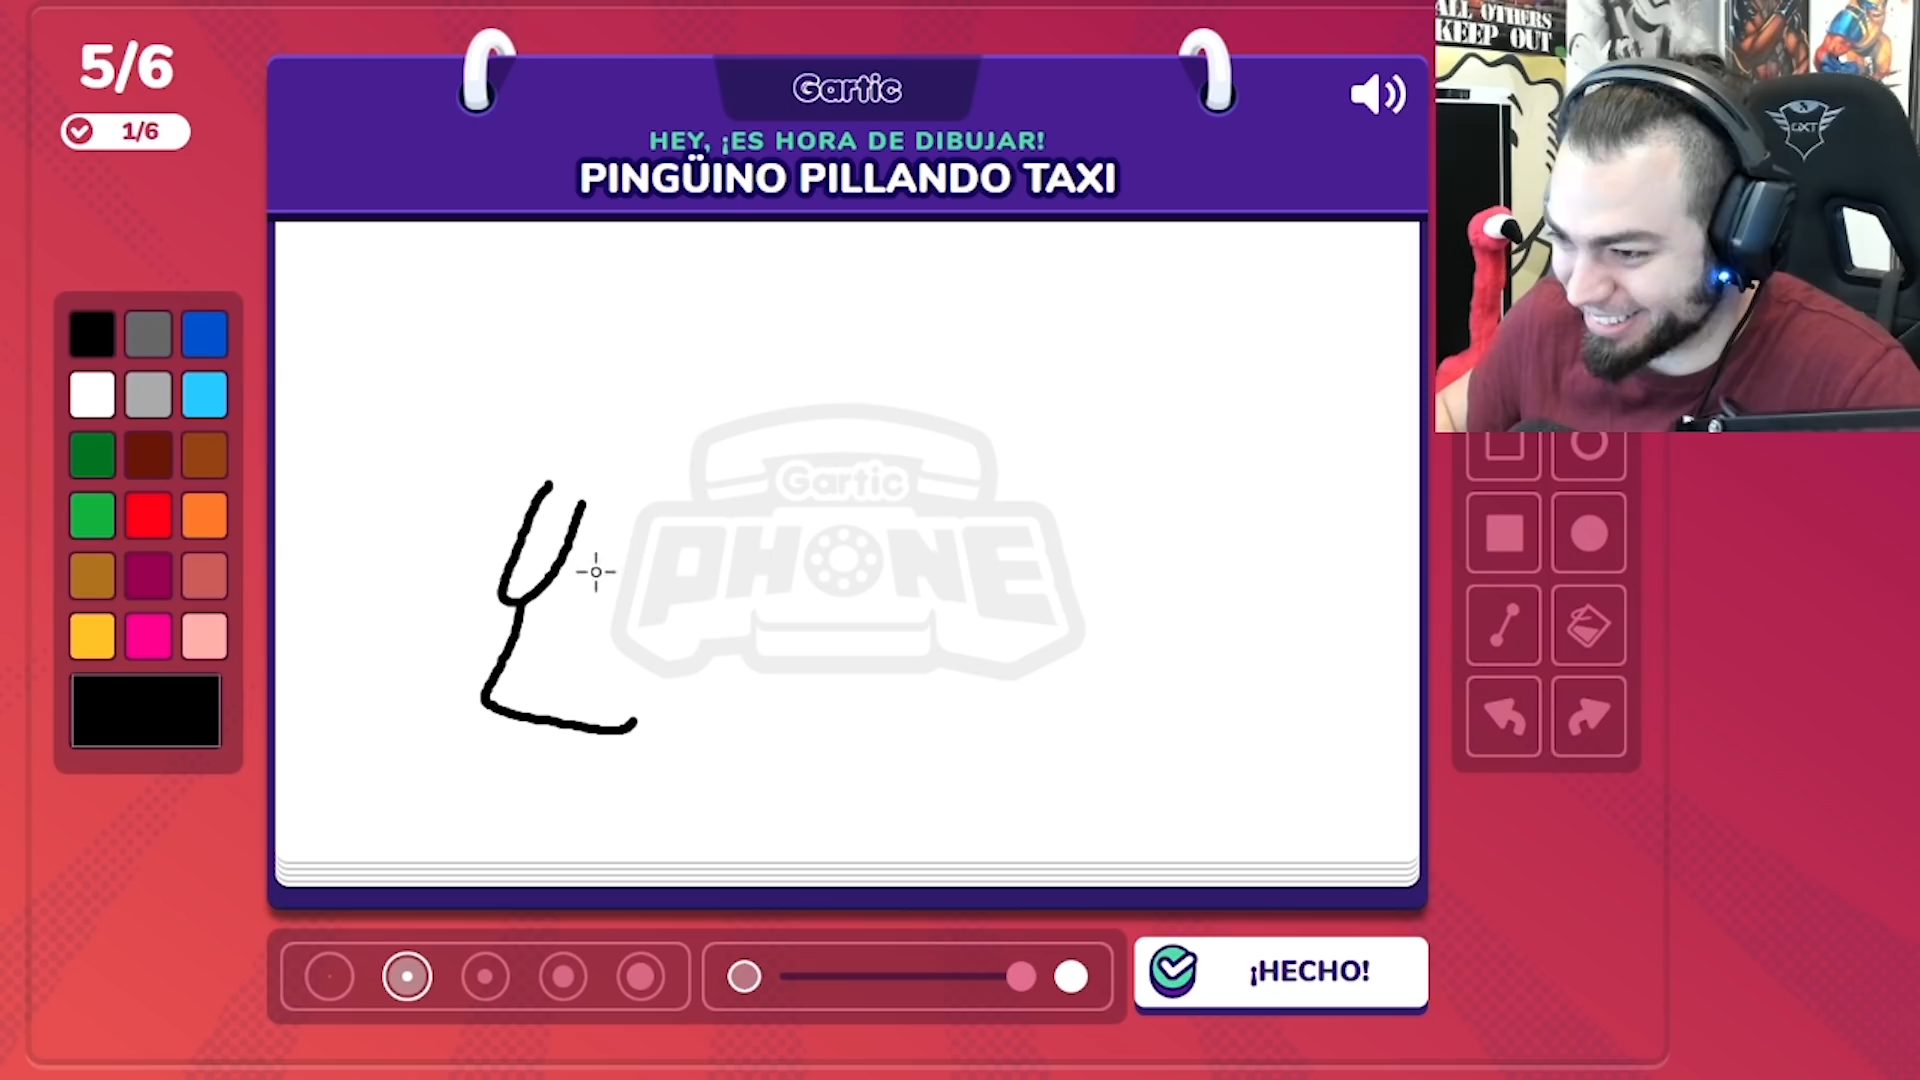 5/6
1/6
Gartic
HEY, ¡ES HORA DE DIBUJAR!
PINGÜINO PILLANDO TAXI
Gartic
PHONE
¡HECHO!
ALL OTHERS
KEEP OUT
GXT